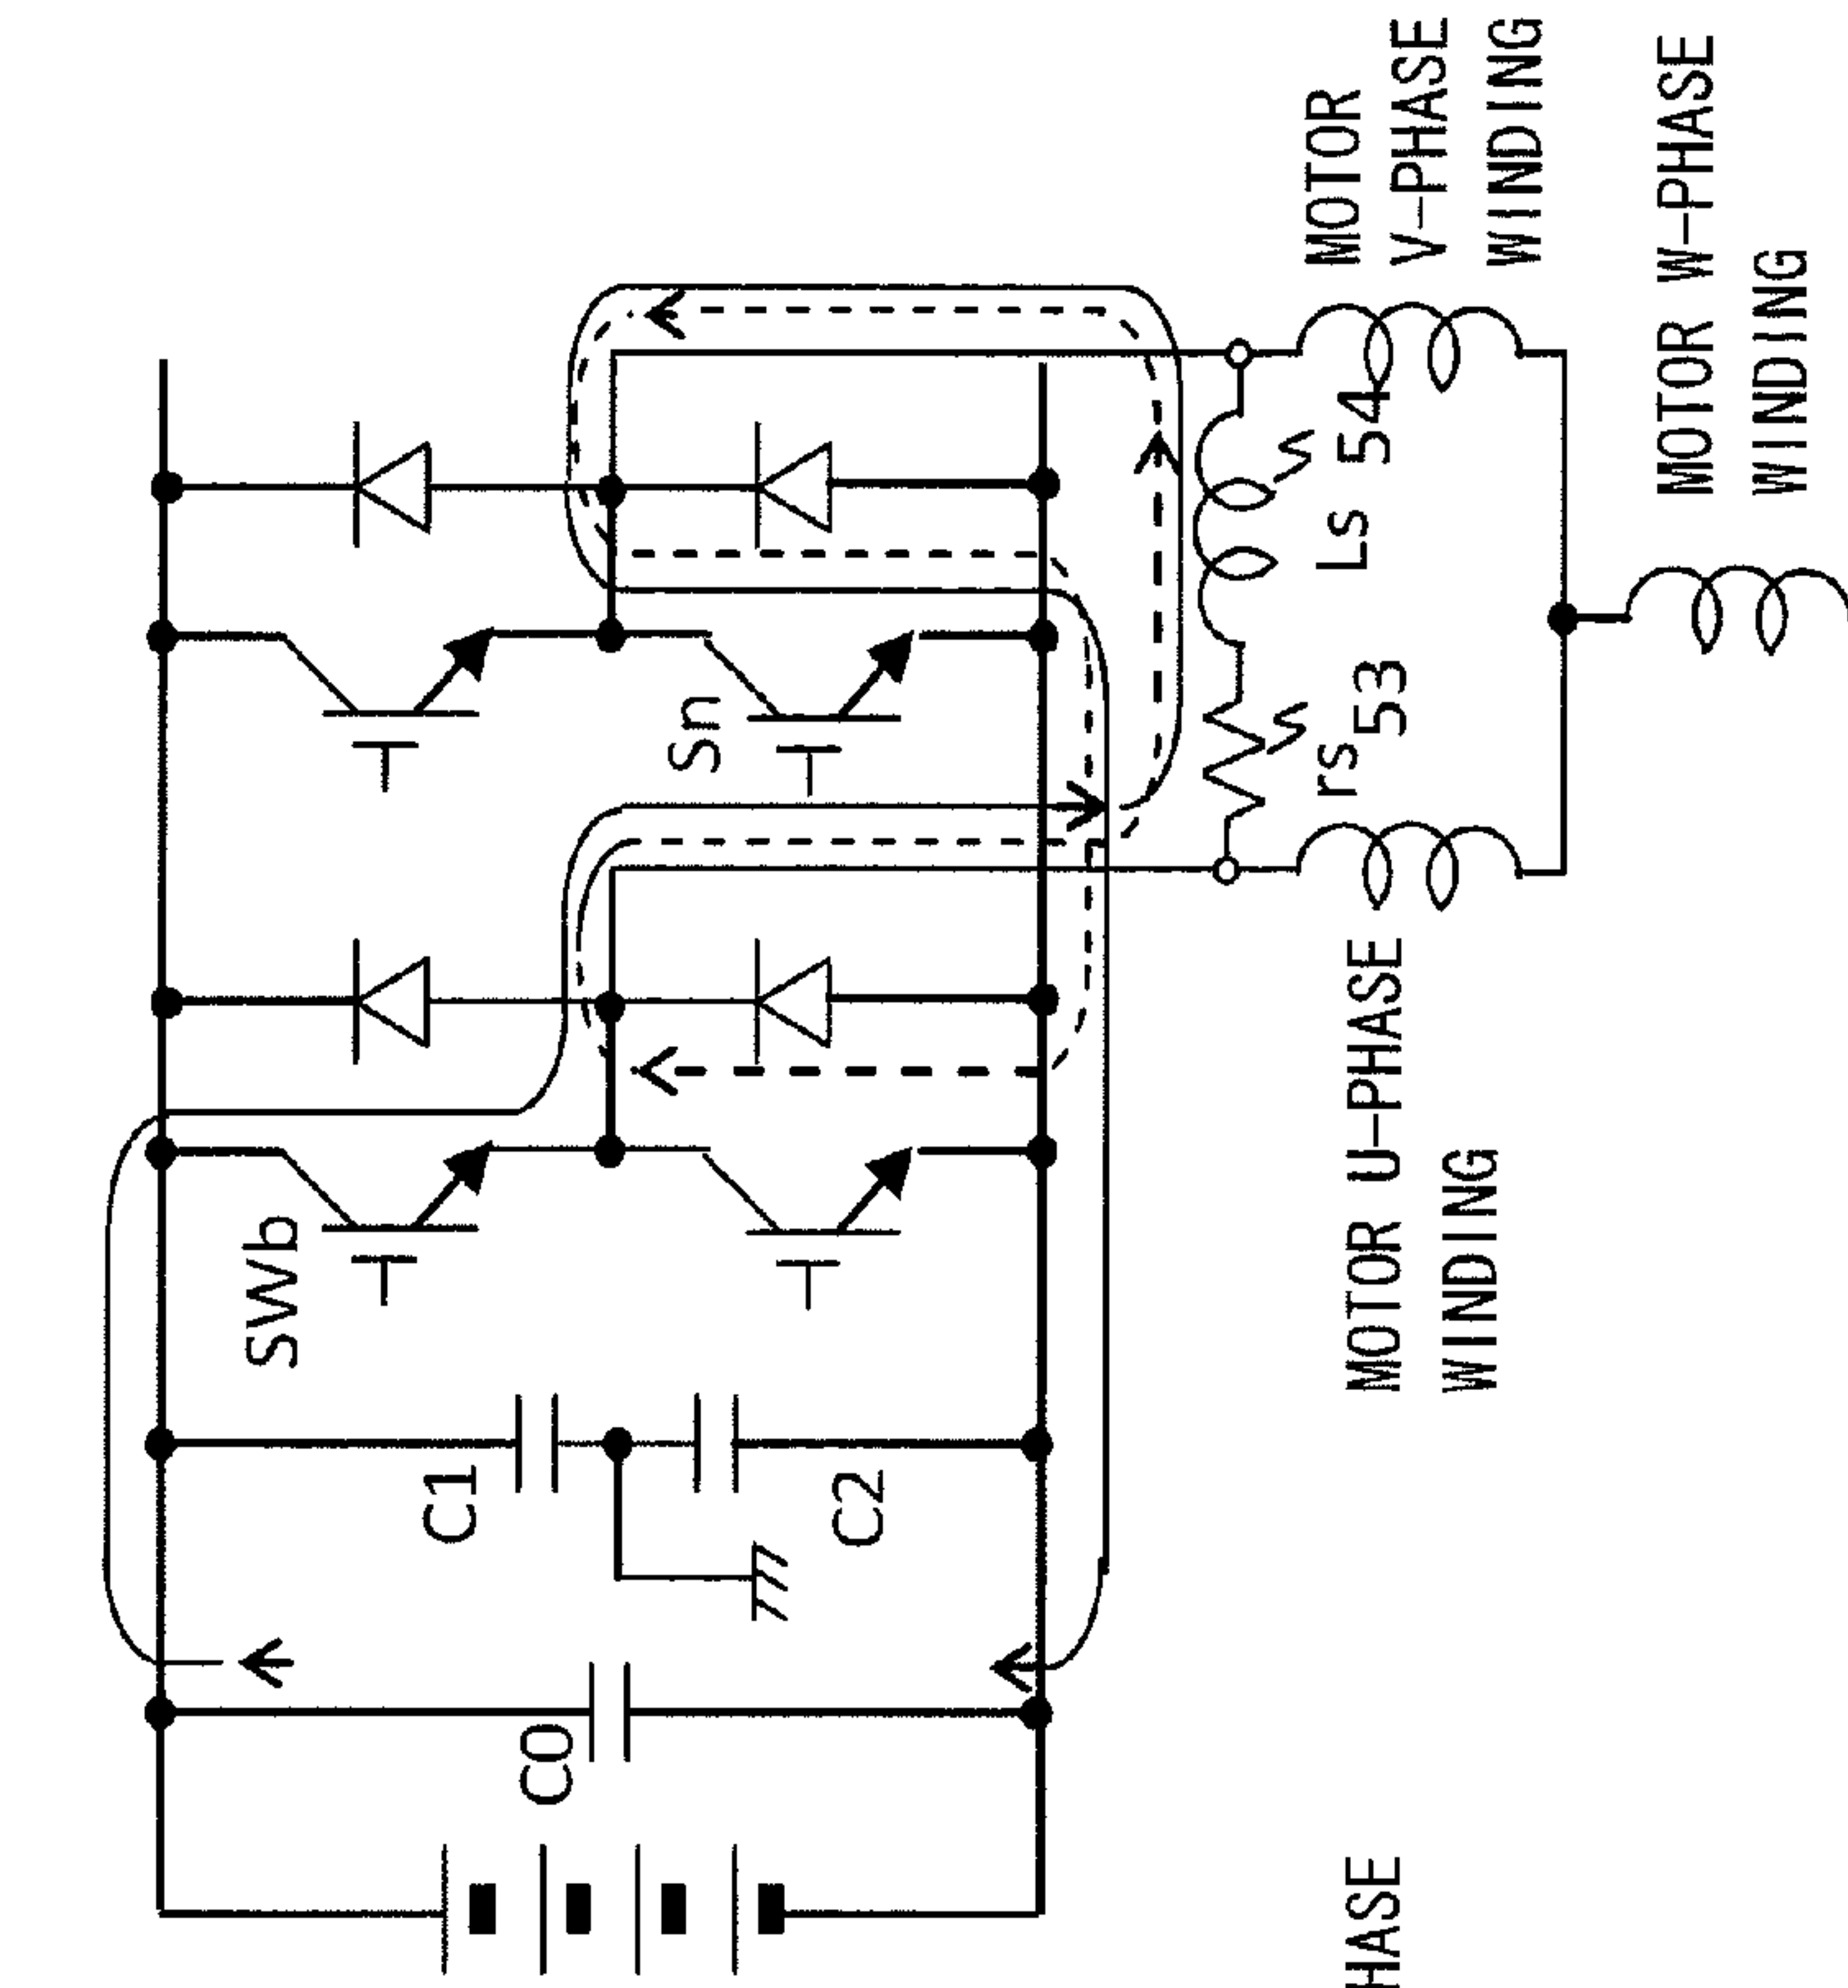 MOTOR
V-PHASE
WINDING
MOTOR W-PHASE
WINDING
Ls 54
rs 53
Sn
SWb
MOTOR U-PHASE
WINDING
C1
C2
C0
HASE